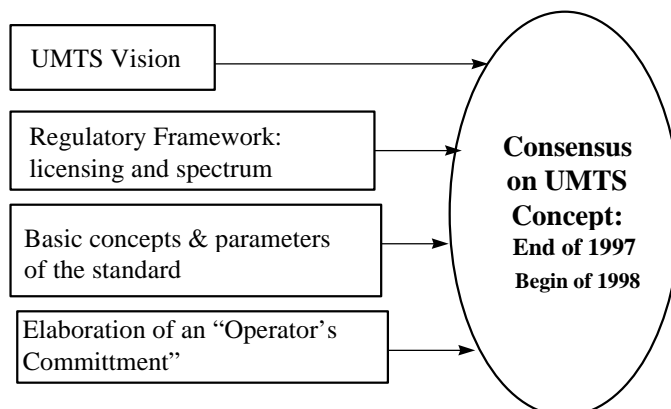 UMTS Vision
Regulatory Framework:
licensing and spectrum
Basic concepts & parameters
of the standard
Elaboration of an “Operator’s
Committment”
Consensus
on UMTS
Concept:
End of 1997
Begin of 1998